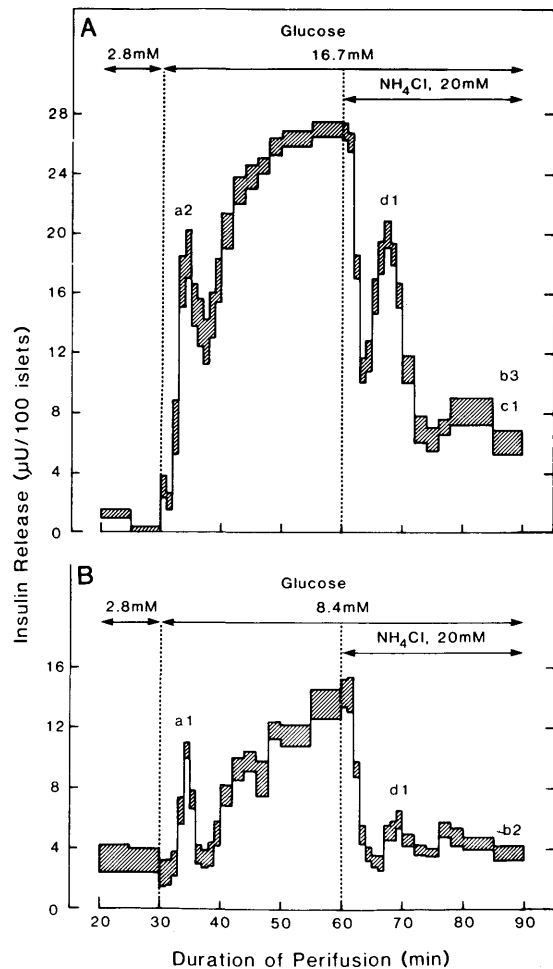 A
Glucose
2.8mM 16.7mM
NH₄Cl, 20mM
28
24
a2
d1
20
16
12
b3
8
c1
4
0
Insulin Release (μU/100 islets)
B
Glucose
2.8mM 8.4mM
NH₄Cl, 20mM
16
a1
12
8
d1
b2
4
0
20 30 40 50 60 70 80 90
Duration of Perifusion (min)